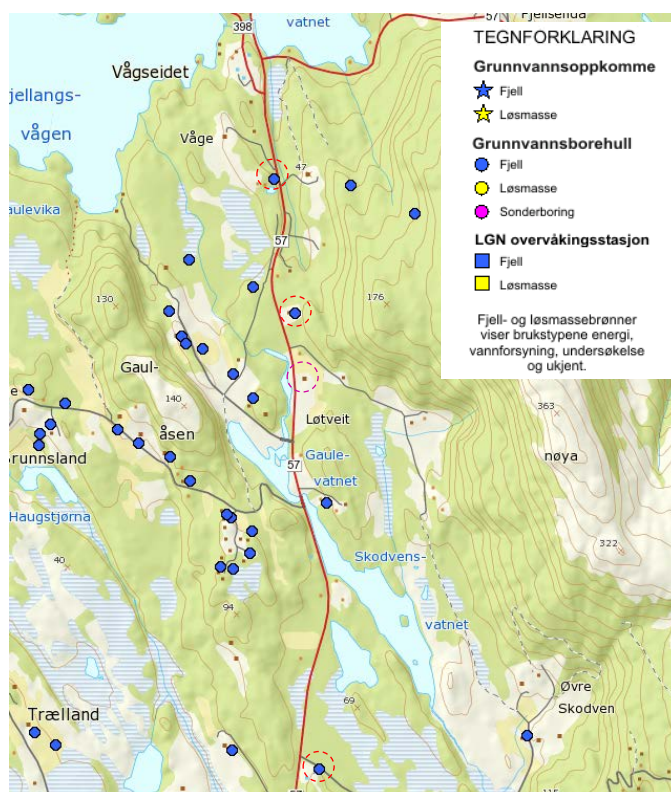 57
Fjellsenda
398
vatnet
Vågseidet
jellangs-
vågen
Våge
47
aulevika
57
130
176
Gaul-
140
åsen
Løtveit
363
nøya
Brunnsland
Gaule-
57
vatnet
Haugstjørna
322
40
Skodvens-
94
vatnet
Øvre
Skodven
69
Trælland
115
TEGNFORKLARING
Grunnvannsoppkomme
Fjell
Løsmasse
Grunnvannsborehull
Fjell
Løsmasse
Sonderboring
LGN overvåkingsstasjon
Fjell
Løsmasse
Fjell- og løsmassebrønner
viser brukstypene energi,
vannforsyning, undersøkelse
og ukjent.